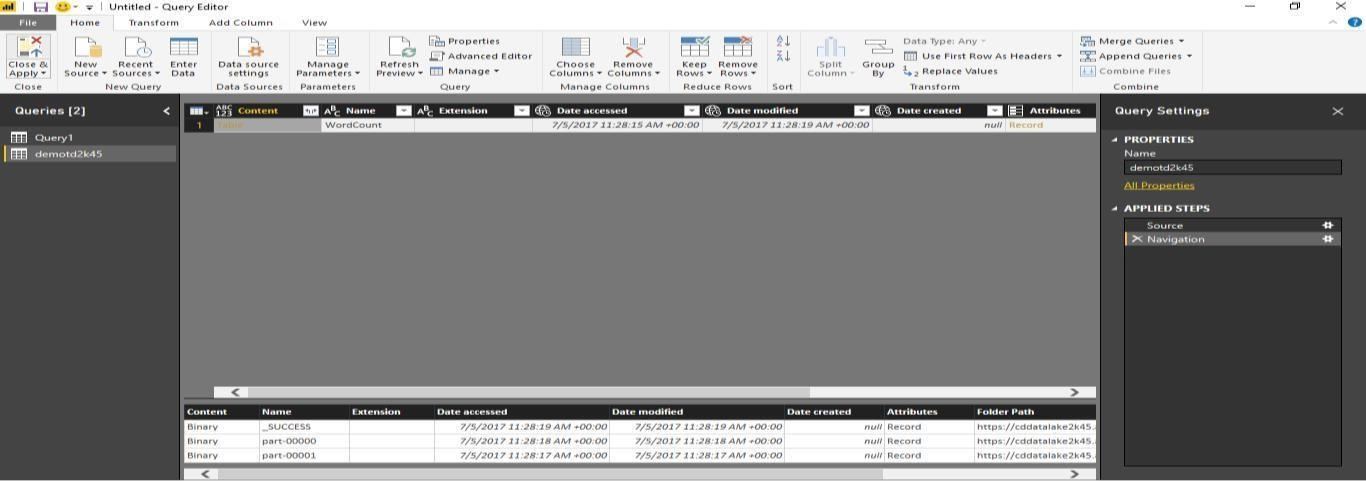 Untitled - Query Editor
File Home Transform Add Column View
Close & Apply
New Source
Recent Sources
Enter Data
Data source settings
Manage Parameters
Refresh Preview
Properties
Advanced Editor
Manage
Choose Columns
Remove Columns
Keep Rows
Remove Rows
Split Column
Group By
Data Type: Any
Use First Row As Headers
1 2 Replace Values
Merge Queries
Append Queries
Combine Files
Close New Query Data Sources Parameters Query Manage Columns Reduce Rows Sort Transform Combine
Queries [2]
Query1
demotd2k45
ABC 123 Content ABC Name ABC Extension Date accessed Date modified Date created Attributes
1 Table WordCount 7/5/2017 11:28:15 AM +00:00 7/5/2017 11:28:19 AM +00:00 null Record
Content Name Extension Date accessed Date modified Date created Attributes Folder Path
Binary _SUCCESS 7/5/2017 11:28:19 AM +00:00 7/5/2017 11:28:19 AM +00:00 null Record https://cddatalake2k45.
Binary part-00000 7/5/2017 11:28:18 AM +00:00 7/5/2017 11:28:18 AM +00:00 null Record https://cddatalake2k45.
Binary part-00001 7/5/2017 11:28:17 AM +00:00 7/5/2017 11:28:17 AM +00:00 null Record https://cddatalake2k45.
Query Settings
PROPERTIES
Name
demotd2k45
All Properties
APPLIED STEPS
Source
Navigation